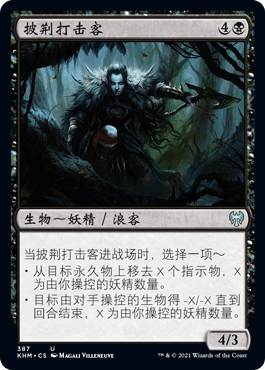 披荆打击客 4
生物～妖精 / 浪客
当披荆打击客进战场时，选择一项～
• 从目标永久物上移去 X 个指示物，X
为由你操控的妖精数量。
• 目标由对手操控的生物得 -X/-X 直到
回合结束，X 为由你操控的妖精数量。
4/3
387 U
KHM • CS MAGALI VILLENEUVE
™ & © 2021 Wizards of the Coast